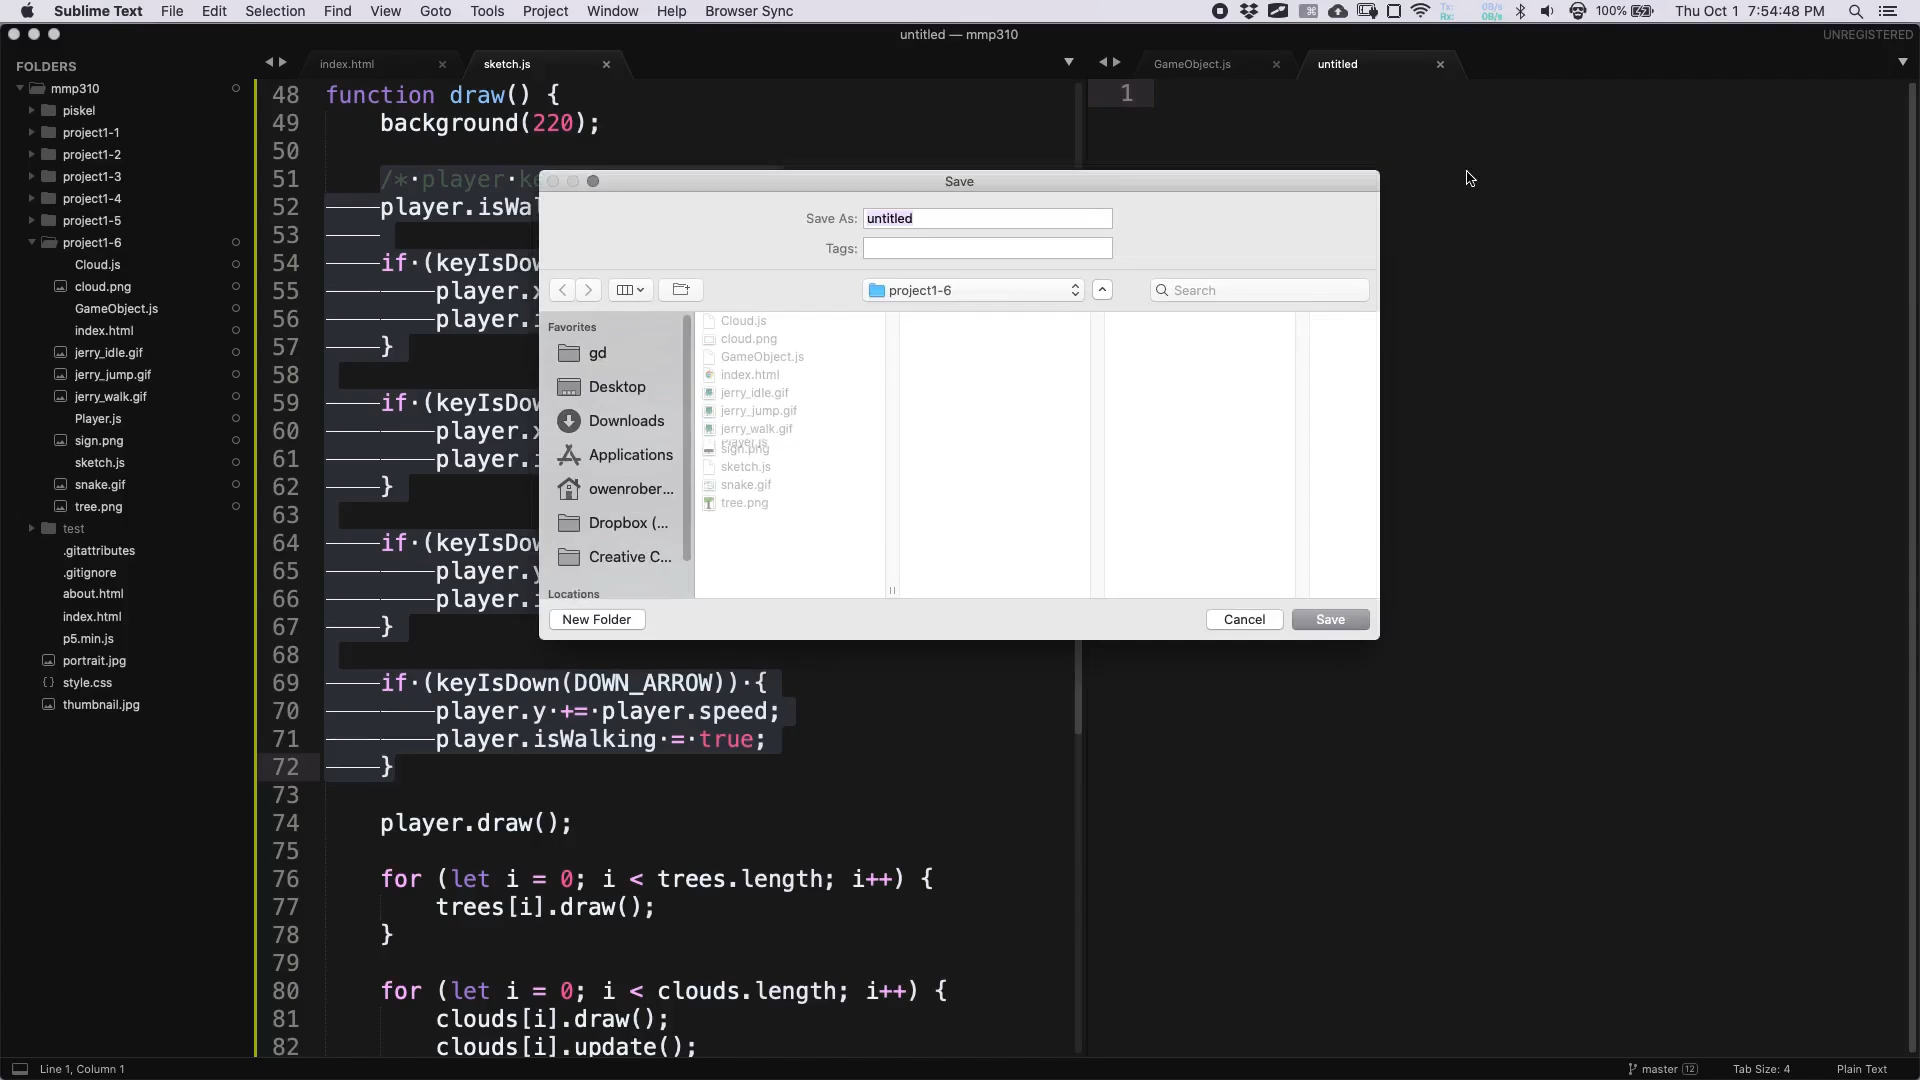 Sublime Text File Edit Selection Find View Goto Tools Project Window Help Browser Sync
Tx: 0B/s
Rx: 0B/s
100%
Thu Oct 1 7:54:48 PM
untitled — mmp310
UNREGISTERED
FOLDERS
mmp310
piskel
project1-1
project1-2
project1-3
project1-4
project1-5
project1-6
Cloud.js
cloud.png
GameObject.js
index.html
jerry_idle.gif
jerry_jump.gif
jerry_walk.gif
Player.js
sign.png
sketch.js
snake.gif
tree.png
test
.gitattributes
.gitignore
about.html
index.html
p5.min.js
portrait.jpg
style.css
thumbnail.jpg
index.html
sketch.js
48 function draw() {
49 background(220);
50
51 /* player ke
52 player.isWal
53
54 if (keyIsDow
55 player.x
56 player.i
57 }
58
59 if (keyIsDow
60 player.x
61 player.i
62 }
63
64 if (keyIsDow
65 player.y
66 player.i
67 }
68
69 if (keyIsDown(DOWN_ARROW)) {
70 player.y += player.speed;
71 player.isWalking = true;
72 }
73
74 player.draw();
75
76 for (let i = 0; i < trees.length; i++) {
77 trees[i].draw();
78 }
79
80 for (let i = 0; i < clouds.length; i++) {
81 clouds[i].draw();
82 clouds[i].update();
GameObject.js
untitled
1
Save
Save As: untitled
Tags:
project1-6
Search
Favorites
gd
Desktop
Downloads
Applications
owenrober...
Dropbox (...
Creative C...
Locations
Cloud.js
cloud.png
GameObject.js
index.html
jerry_idle.gif
jerry_jump.gif
jerry_walk.gif
Player.js
sign.png
sketch.js
snake.gif
tree.png
New Folder
Cancel
Save
Line 1, Column 1
master 12
Tab Size: 4
Plain Text